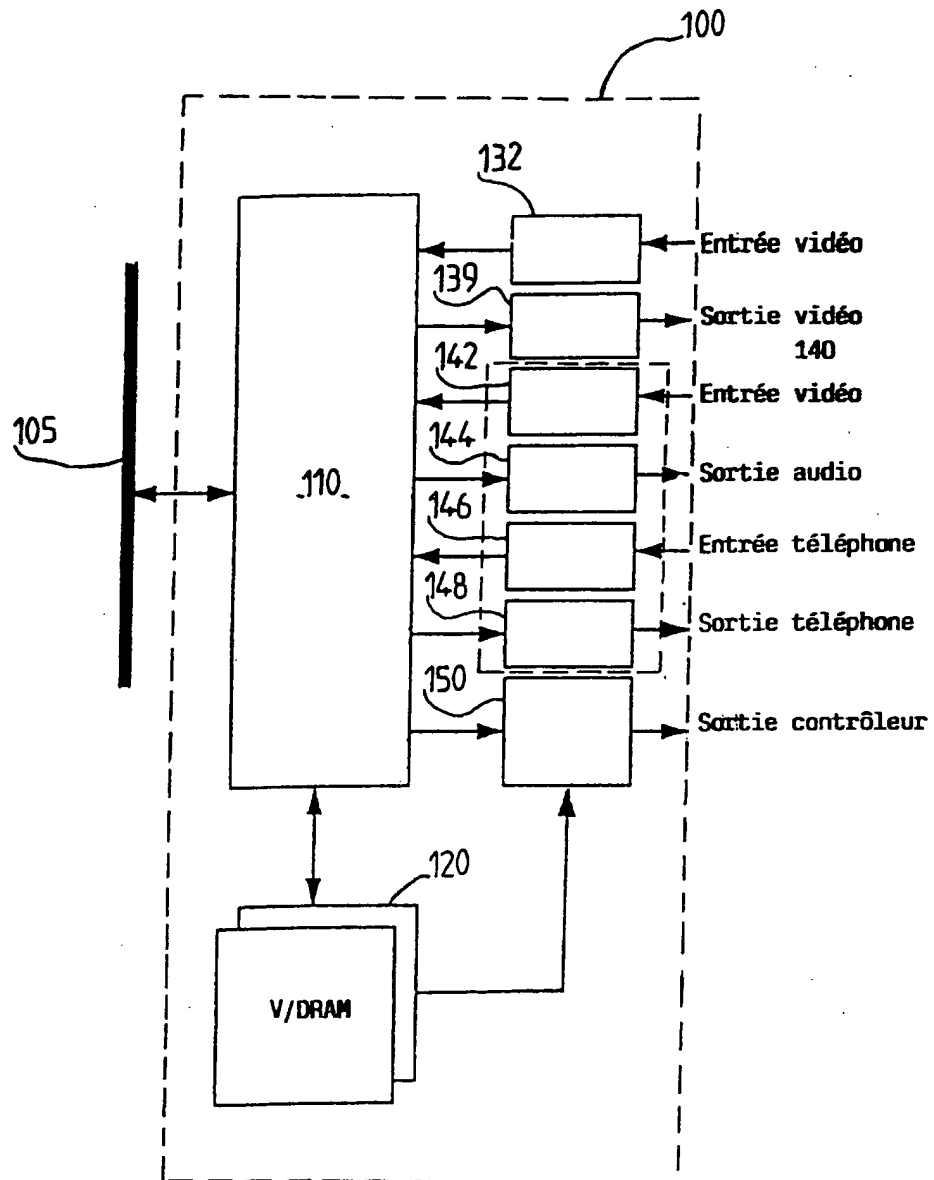 100
132
Entrée vidéo
139
Sortie vidéo
140
142
Entrée vidéo
105
144
Sortie audio
110
146
Entrée téléphone
148
Sortie téléphone
150
Sortie contrôleur
120
V/DRAM